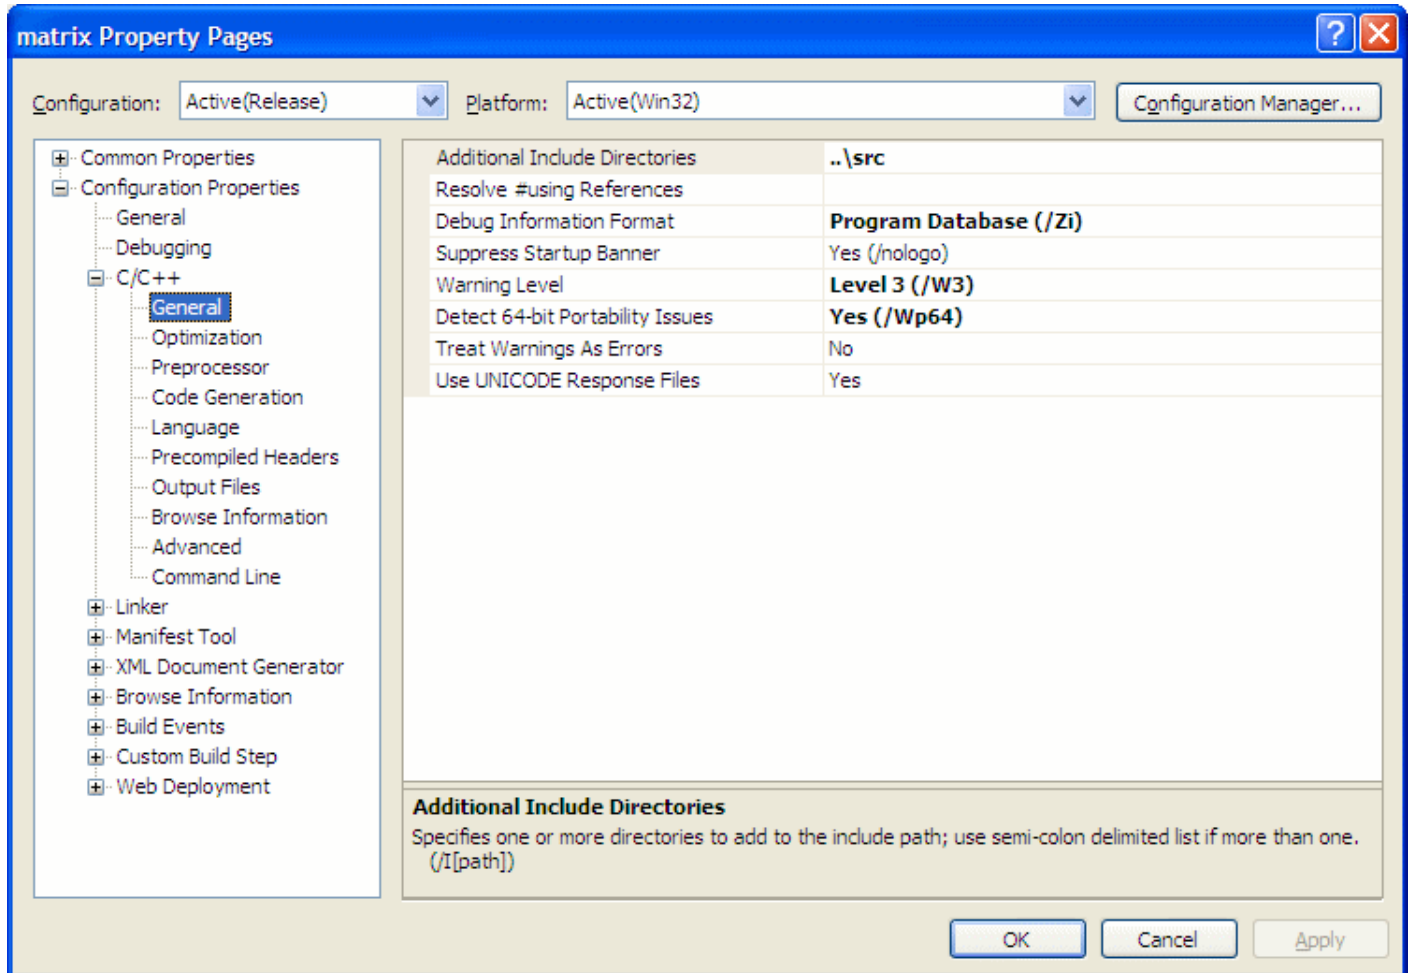 matrix Property Pages
Configuration: Active(Release) Platform: Active(Win32) Configuration Manager...
Common Properties
Configuration Properties
General
Debugging
C/C++
General
Optimization
Preprocessor
Code Generation
Language
Precompiled Headers
Output Files
Browse Information
Advanced
Command Line
Linker
Manifest Tool
XML Document Generator
Browse Information
Build Events
Custom Build Step
Web Deployment
Additional Include Directories ..\src
Resolve #using References
Debug Information Format Program Database (/Zi)
Suppress Startup Banner Yes (/nologo)
Warning Level Level 3 (/W3)
Detect 64-bit Portability Issues Yes (/Wp64)
Treat Warnings As Errors No
Use UNICODE Response Files Yes
Additional Include Directories
Specifies one or more directories to add to the include path; use semi-colon delimited list if more than one.
(/I[path])
OK Cancel Apply